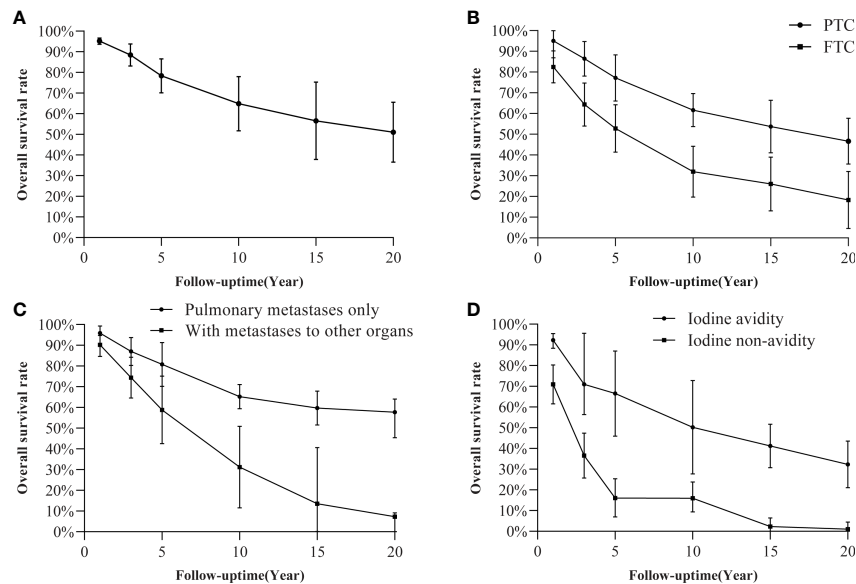 A
100%
90%
80%
70%
60%
50%
40%
30%
20%
10%
0%
Overall survival rate
0 5 10 15 20
Follow-uptime(Year)
B
PTC
FTC
100%
90%
80%
70%
60%
50%
40%
30%
20%
10%
0%
Overall survival rate
0 5 10 15 20
Follow-uptime(Year)
C
Pulmonary metastases only
With metastases to other organs
100%
90%
80%
70%
60%
50%
40%
30%
20%
10%
0%
Overall survival rate
0 5 10 15 20
Follow-uptime(Year)
D
Iodine avidity
Iodine non-avidity
100%
90%
80%
70%
60%
50%
40%
30%
20%
10%
0%
Overall survival rate
0 5 10 15 20
Follow-uptime(Year)